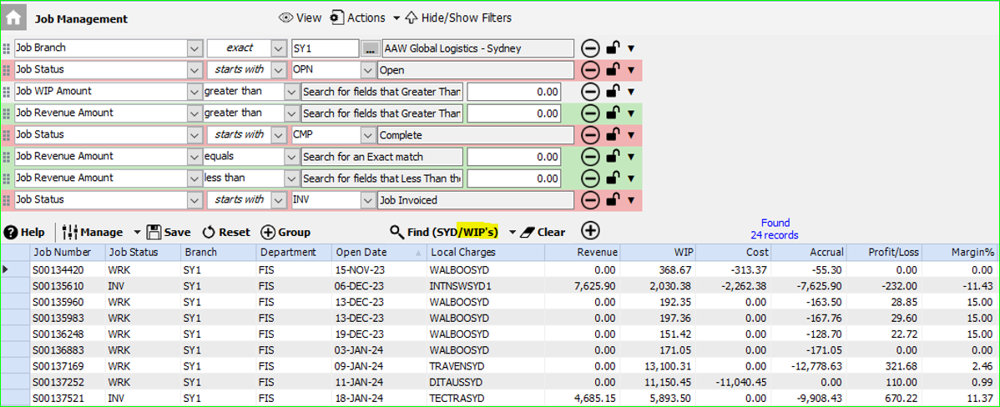 Job Management View Actions Hide/Show Filters
Job Branch exact SY1 ... AAW Global Logistics - Sydney
Job Status starts with OPN Open
Job WIP Amount greater than Search for fields that Greater Than 0.00
Job Revenue Amount greater than Search for fields that Greater Than 0.00
Job Status starts with CMP Complete
Job Revenue Amount equals Search for an Exact match 0.00
Job Revenue Amount less than Search for fields that Less Than the 0.00
Job Status starts with INV Job Invoiced
Help Manage Save Reset Group Find (SYD/WIP's) Clear Found
24 records
Job Number Job Status Branch Department Open Date Local Charges Revenue WIP Cost Accrual Profit/Loss Margin%
S00134420 WRK SY1 FIS 15-NOV-23 WALBOOSYD 0.00 368.67 -313.37 -55.30 0.00 0.00
S00135610 INV SY1 FIS 06-DEC-23 INTNSWSYD1 7,625.90 2,030.38 -2,262.38 -7,625.90 -232.00 -11.43
S00135960 WRK SY1 FIS 13-DEC-23 WALBOOSYD 0.00 192.35 0.00 -163.50 28.85 15.00
S00135983 WRK SY1 FIS 13-DEC-23 WALBOOSYD 0.00 197.36 0.00 -167.76 29.60 15.00
S00136248 WRK SY1 FIS 19-DEC-23 WALBOOSYD 0.00 151.42 0.00 -128.70 22.72 15.00
S00136883 WRK SY1 FIS 03-JAN-24 WALBOOSYD 0.00 171.05 0.00 -171.05 0.00 0.00
S00137169 WRK SY1 FIS 09-JAN-24 TRAVENSYD 0.00 13,100.31 0.00 -12,778.63 321.68 2.46
S00137252 WRK SY1 FIS 11-JAN-24 DITAUSSYD 0.00 11,150.45 -11,040.45 0.00 110.00 0.99
S00137521 INV SY1 FIS 18-JAN-24 TECTRASYD 4,685.15 5,893.50 0.00 -9,908.43 670.22 11.37